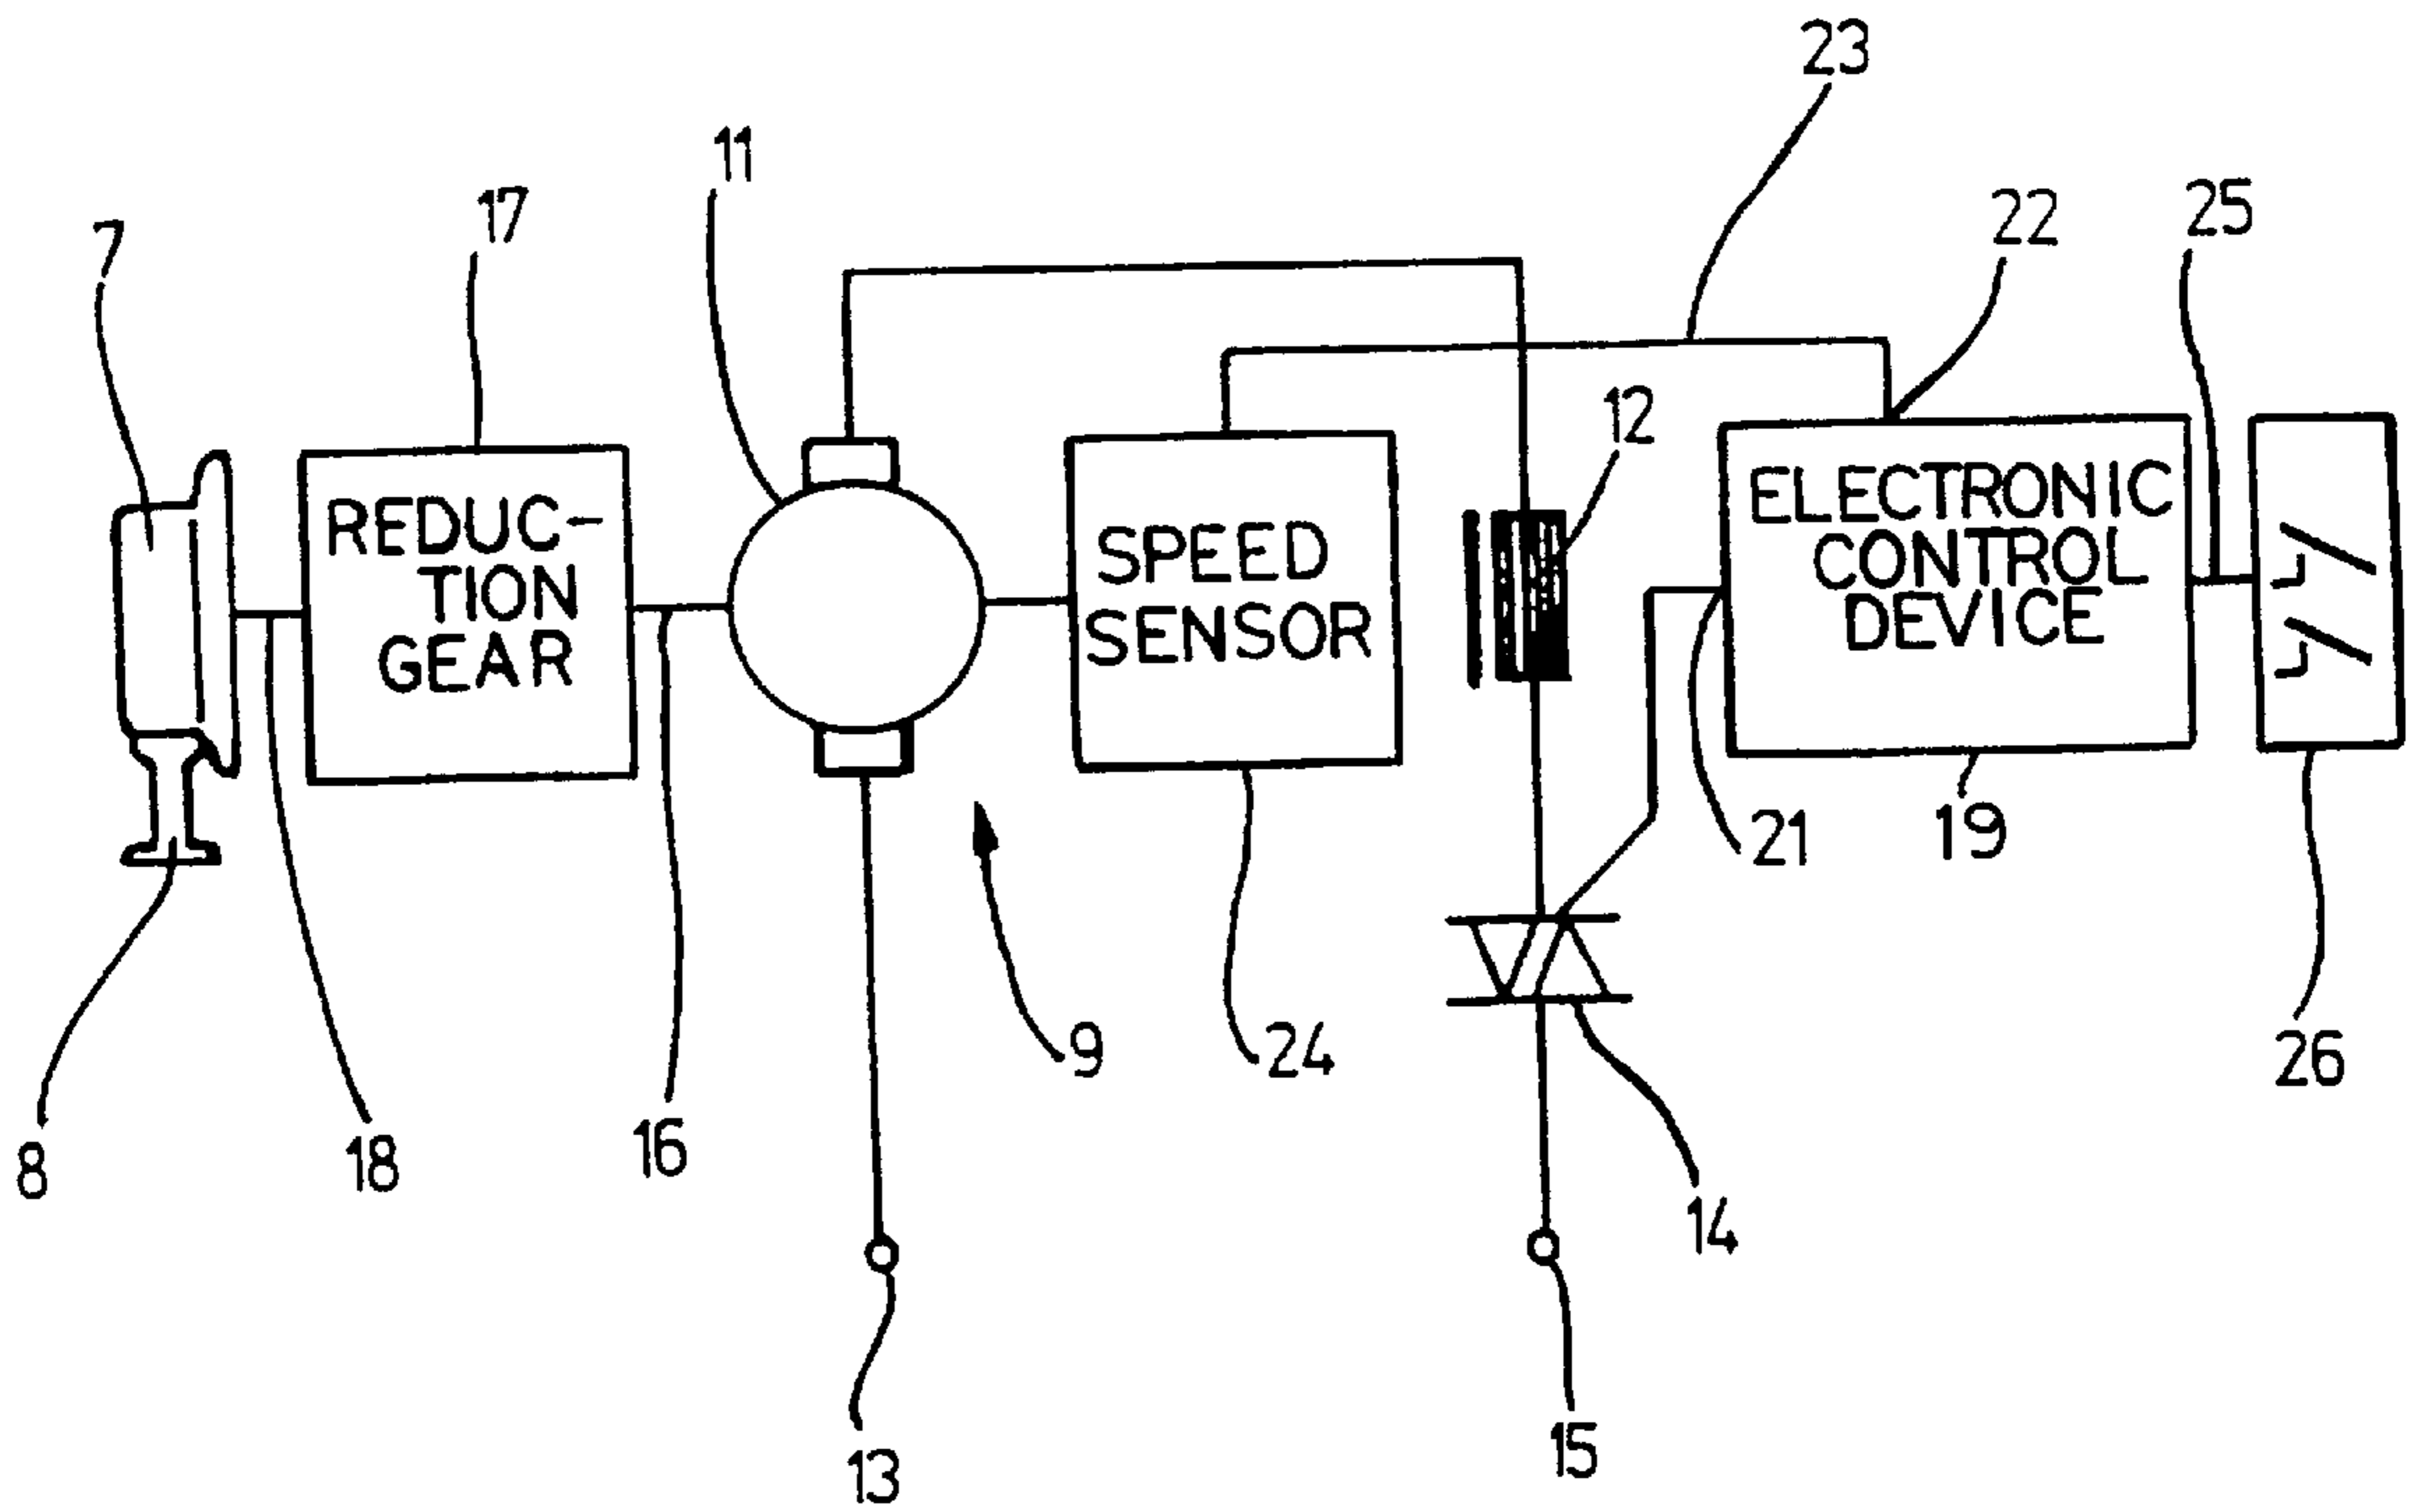 23
11
17
22
25
7
12
REDUC-
TION
GEAR
SPEED
SENSOR
ELECTRONIC
CONTROL
DEVICE
21
19
9
24
26
8
18
16
14
13
15